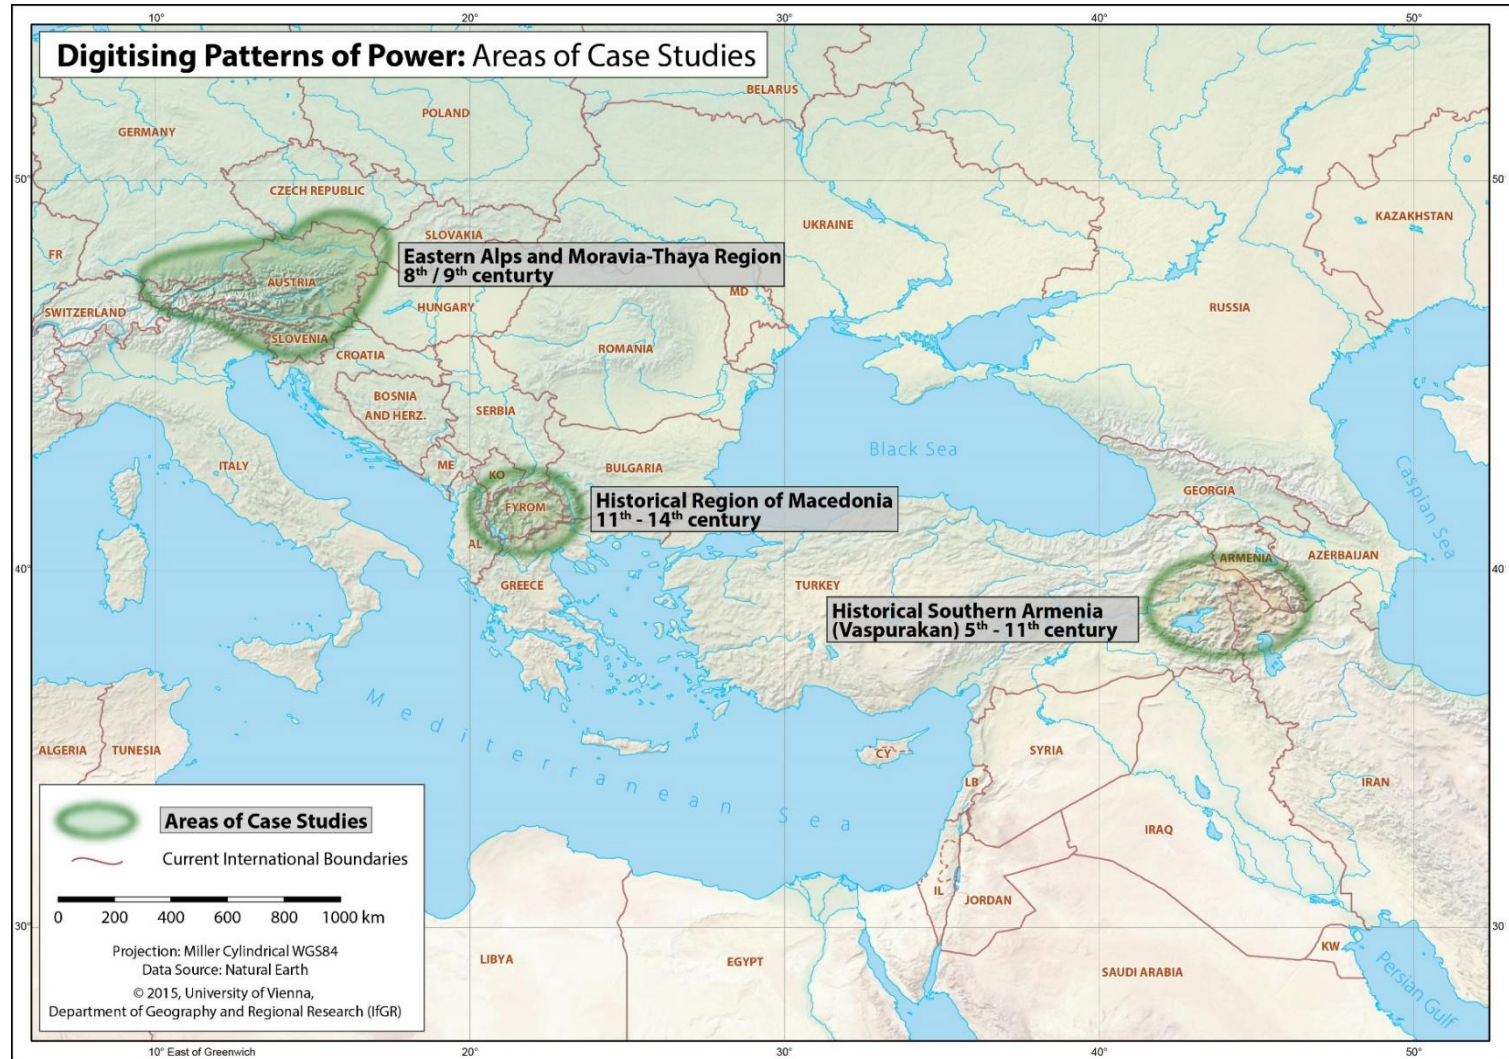 10°
20°
30°
40°
50°
Digitising Patterns of Power: Areas of Case Studies
BELARUS
POLAND
GERMANY
50°
50°
CZECH REPUBLIC
KAZAKHSTAN
UKRAINE
SLOVAKIA
FR
Eastern Alps and Moravia-Thaya Region
8th / 9th centurty
AUSTRIA
MD
HUNGARY
RUSSIA
SWITZERLAND
SLOVENIA
CROATIA
ROMANIA
BOSNIA
AND HERZ.
SERBIA
Black Sea
ITALY
ME
KO
BULGARIA
Caspian Sea
GEORGIA
Historical Region of Macedonia
11th - 14th century
FYROM
AL
ARMENIA
AZERBAIJAN
40°
40°
GREECE
TURKEY
Historical Southern Armenia
(Vaspurakan) 5th - 11th century
Mediterranean Sea
ALGERIA
TUNISIA
CY
SYRIA
LB
IRAN
IRAQ
Areas of Case Studies
Current International Boundaries
IL
JORDAN
0 200 400 600 800 1000 km
30°
30°
KW
Projection: Miller Cylindrical WGS84
Data Source: Natural Earth
LIBYA
EGYPT
SAUDI ARABIA
Persian Gulf
© 2015, University of Vienna,
Department of Geography and Regional Research (IfGR)
10° East of Greenwich
20°
30°
40°
50°